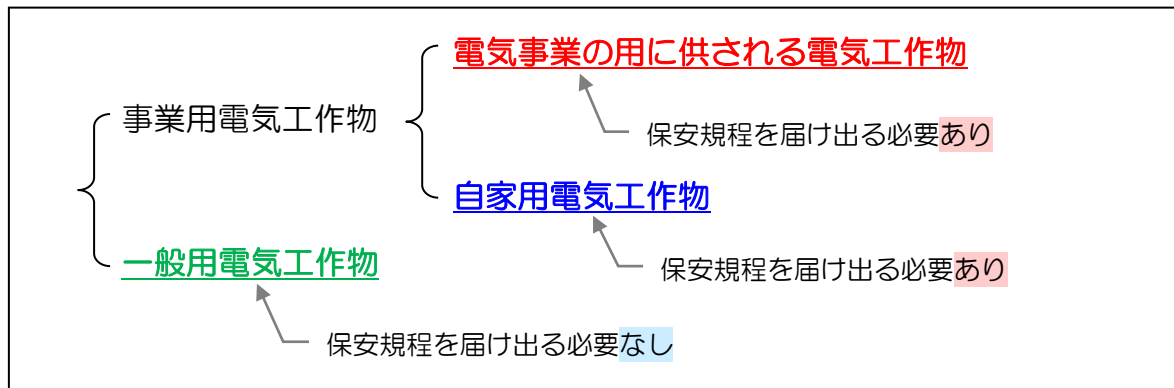 電気事業の用に供される電気工作物
事業用電気工作物
保安規程を届け出る必要あり
自家用電気工作物
一般用電気工作物
保安規程を届け出る必要あり
保安規程を届け出る必要なし